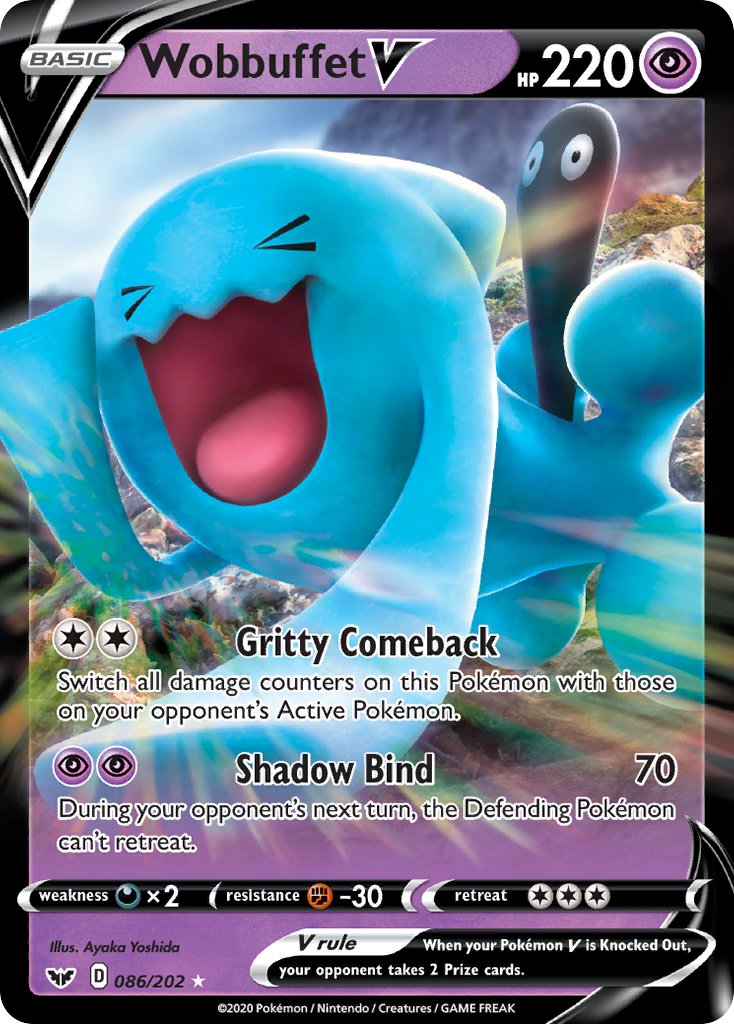 BASIC
Wobbuffet V
HP 220
Gritty Comeback
Switch all damage counters on this Pokémon with those
on your opponent's Active Pokémon.
Shadow Bind 70
During your opponent's next turn, the Defending Pokémon
can't retreat.
weakness ×2 resistance -30 retreat
Illus. Ayaka Yoshida
V rule When your Pokémon V is Knocked Out,
your opponent takes 2 Prize cards.
D 086/202
©2020 Pokémon / Nintendo / Creatures / GAME FREAK